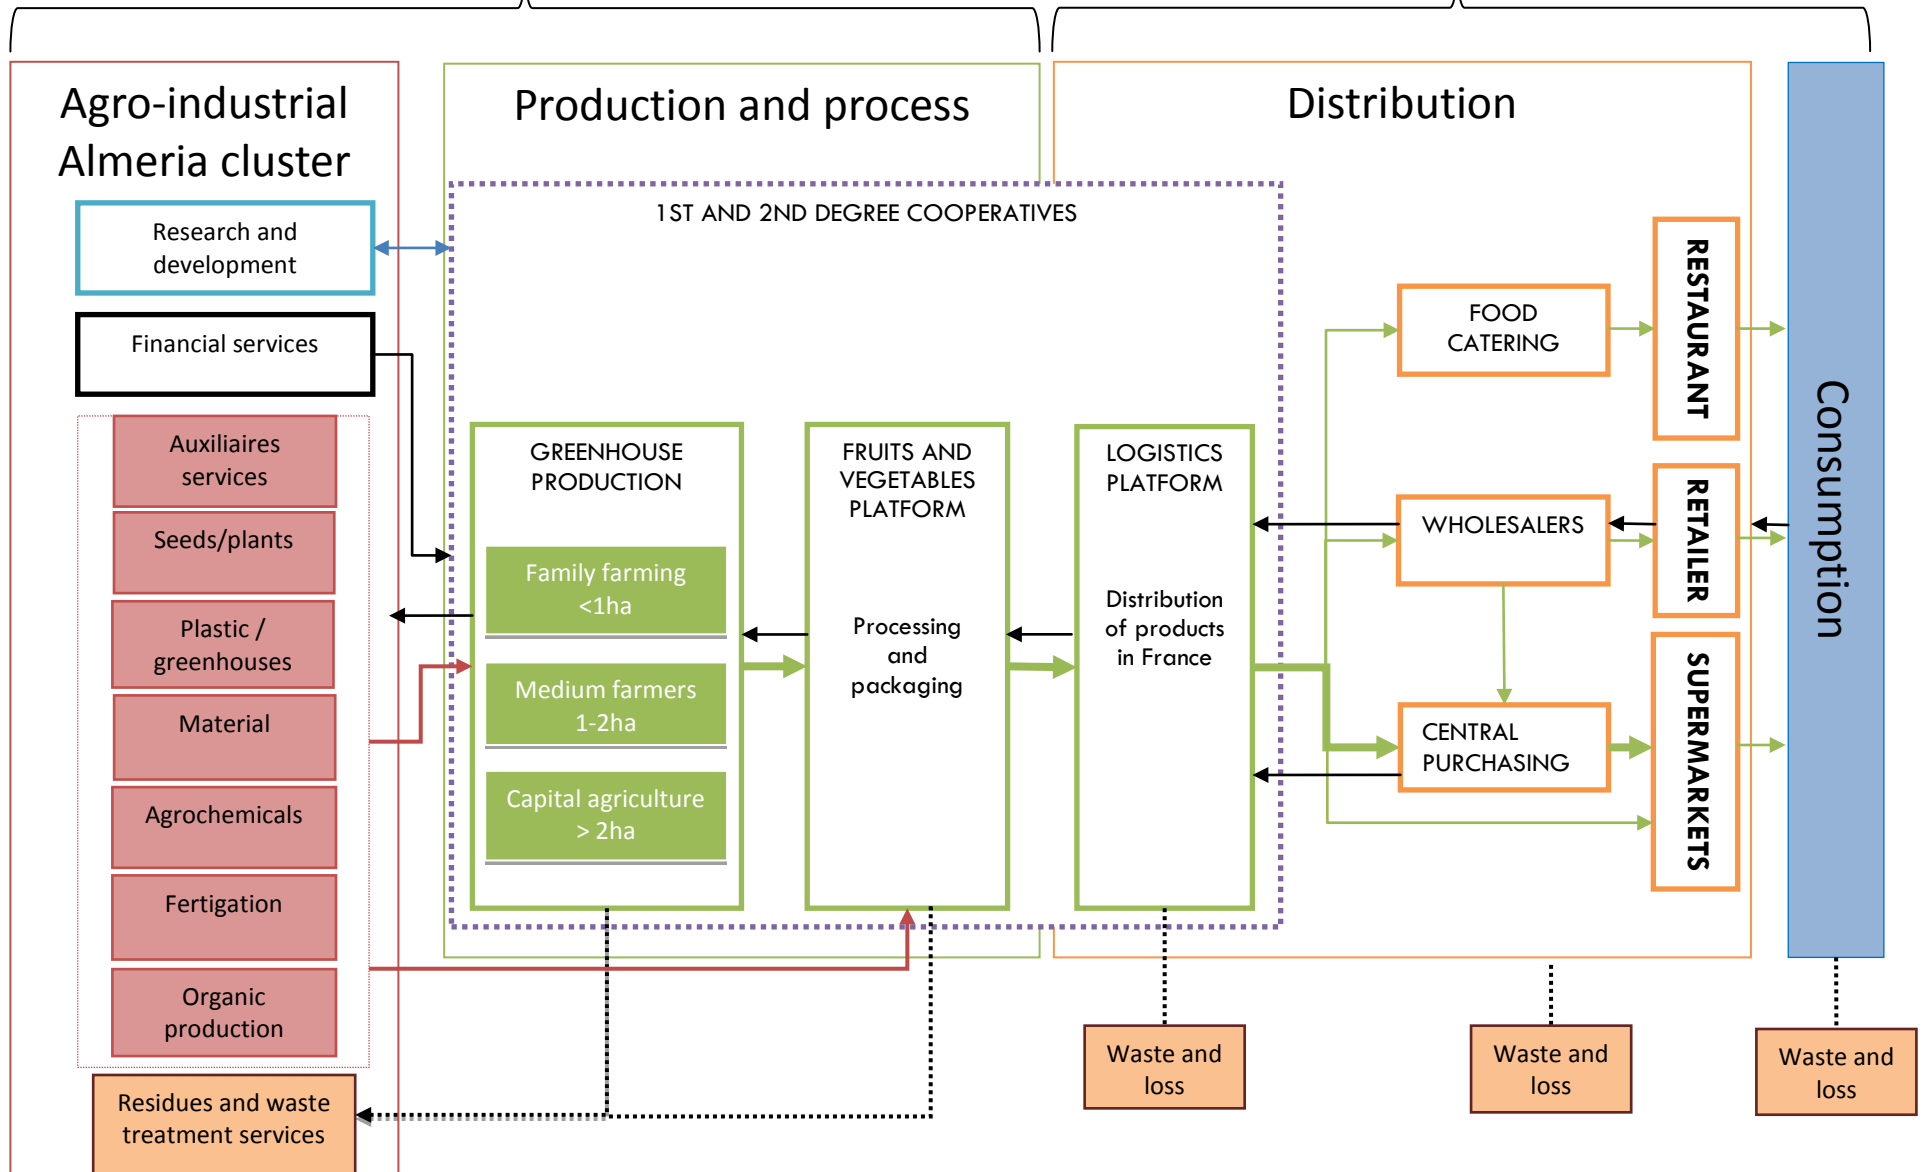 Agro-industrial
Almeria cluster
Research and
development
Financial services
Auxiliaires
services
Seeds/plants
Plastic /
greenhouses
Material
Agrochemicals
Fertigation
Organic
production
Residues and waste
treatment services
Production and process
1ST AND 2ND DEGREE COOPERATIVES
GREENHOUSE
PRODUCTION
Family farming
<1ha
Medium farmers
1-2ha
Capital agriculture
> 2ha
FRUITS AND
VEGETABLES
PLATFORM
Processing
and
packaging
LOGISTICS
PLATFORM
Distribution
of products
in France
Distribution
FOOD
CATERING
WHOLESALERS
CENTRAL
PURCHASING
RESTAURANT
RETAILER
SUPERMARKETS
Consumption
Waste and
loss
Waste and
loss
Waste and
loss